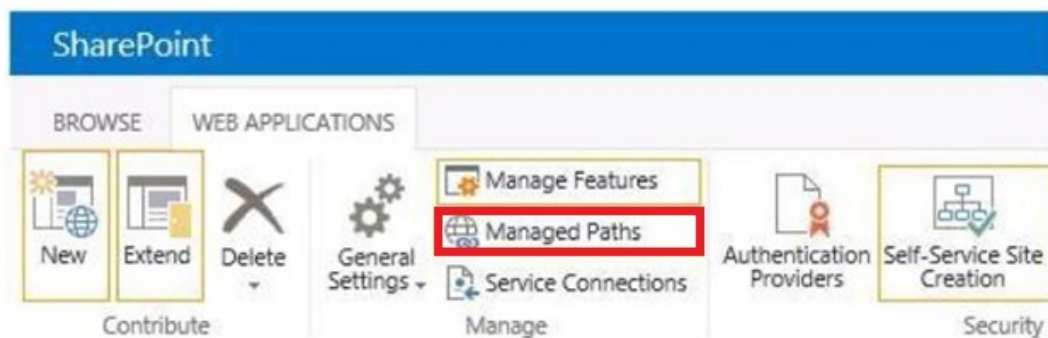 SharePoint
BROWSE WEB APPLICATIONS
New
Extend
Delete
General
Settings
Manage Features
Managed Paths
Service Connections
Authentication
Providers
Self-Service Site
Creation
Contribute
Manage
Security